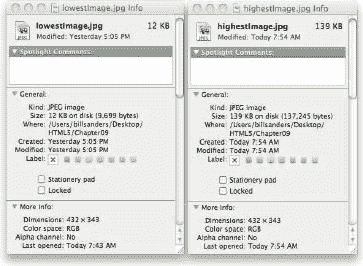 lowestImage.jpg Info
lowestImage.jpg 12 KB
Modified: Yesterday 5:05 PM
Spotlight Comments:
General:
Kind: JPEG image
Size: 12 KB on disk (9,699 bytes)
Where: /Users/billsanders/Desktop/
HTML5/Chapter09
Created: Yesterday 5:05 PM
Modified: Yesterday 5:05 PM
Label:
Stationery pad
Locked
More Info:
Dimensions: 432 × 343
Color space: RGB
Alpha channel: No
Last opened: Today 7:43 AM
highestImage.jpg Info
highestImage.jpg 139 KB
Modified: Today 7:54 AM
Spotlight Comments:
General:
Kind: JPEG image
Size: 139 KB on disk (137,245 bytes)
Where: /Users/billsanders/Desktop/
HTML5/Chapter09
Created: Today 7:54 AM
Modified: Today 7:54 AM
Label:
Stationery pad
Locked
More Info:
Dimensions: 432 × 343
Color space: RGB
Alpha channel: No
Last opened: Today 7:54 AM